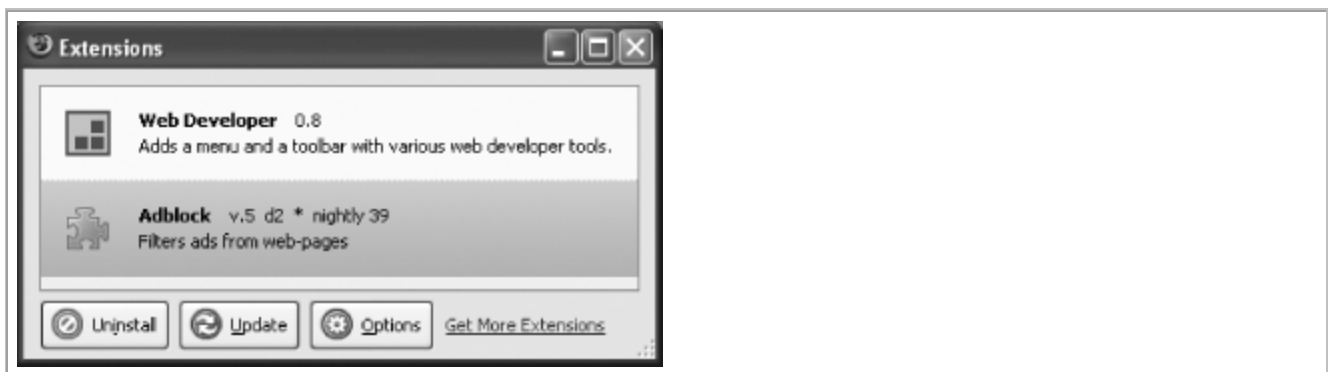 Extensions
Web Developer 0.8
Adds a menu and a toolbar with various web developer tools.
Adblock v.5 d2 * nightly 39
Filters ads from web-pages
Uninstall Update Options Get More Extensions